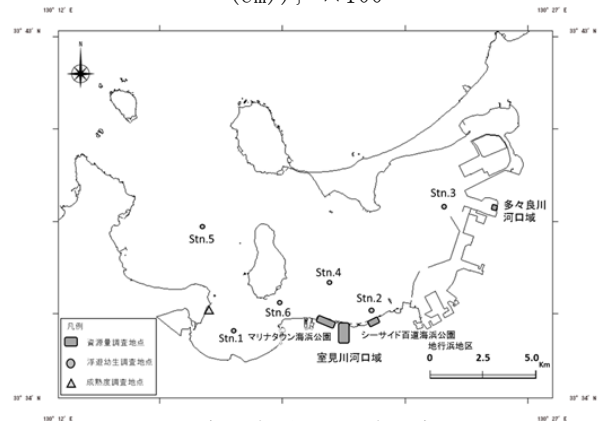 (cm)), ××100
130° 12′ E
130° 27′ E
33° 40′ N
33° 40′ N
N
Stn.3
多々良川
河口域
Stn.5
Stn.4
Stn.2
Stn.6
Stn.1
マリナタウン海浜公園
シーサイド百道海浜公園
地行浜地区
室見川河口域
凡例
資源量調査地点
浮遊幼生調査地点
成熟度調査地点
0 2.5 5.0
Km
33° 34′ N
33° 34′ N
130° 12′ E
130° 27′ E